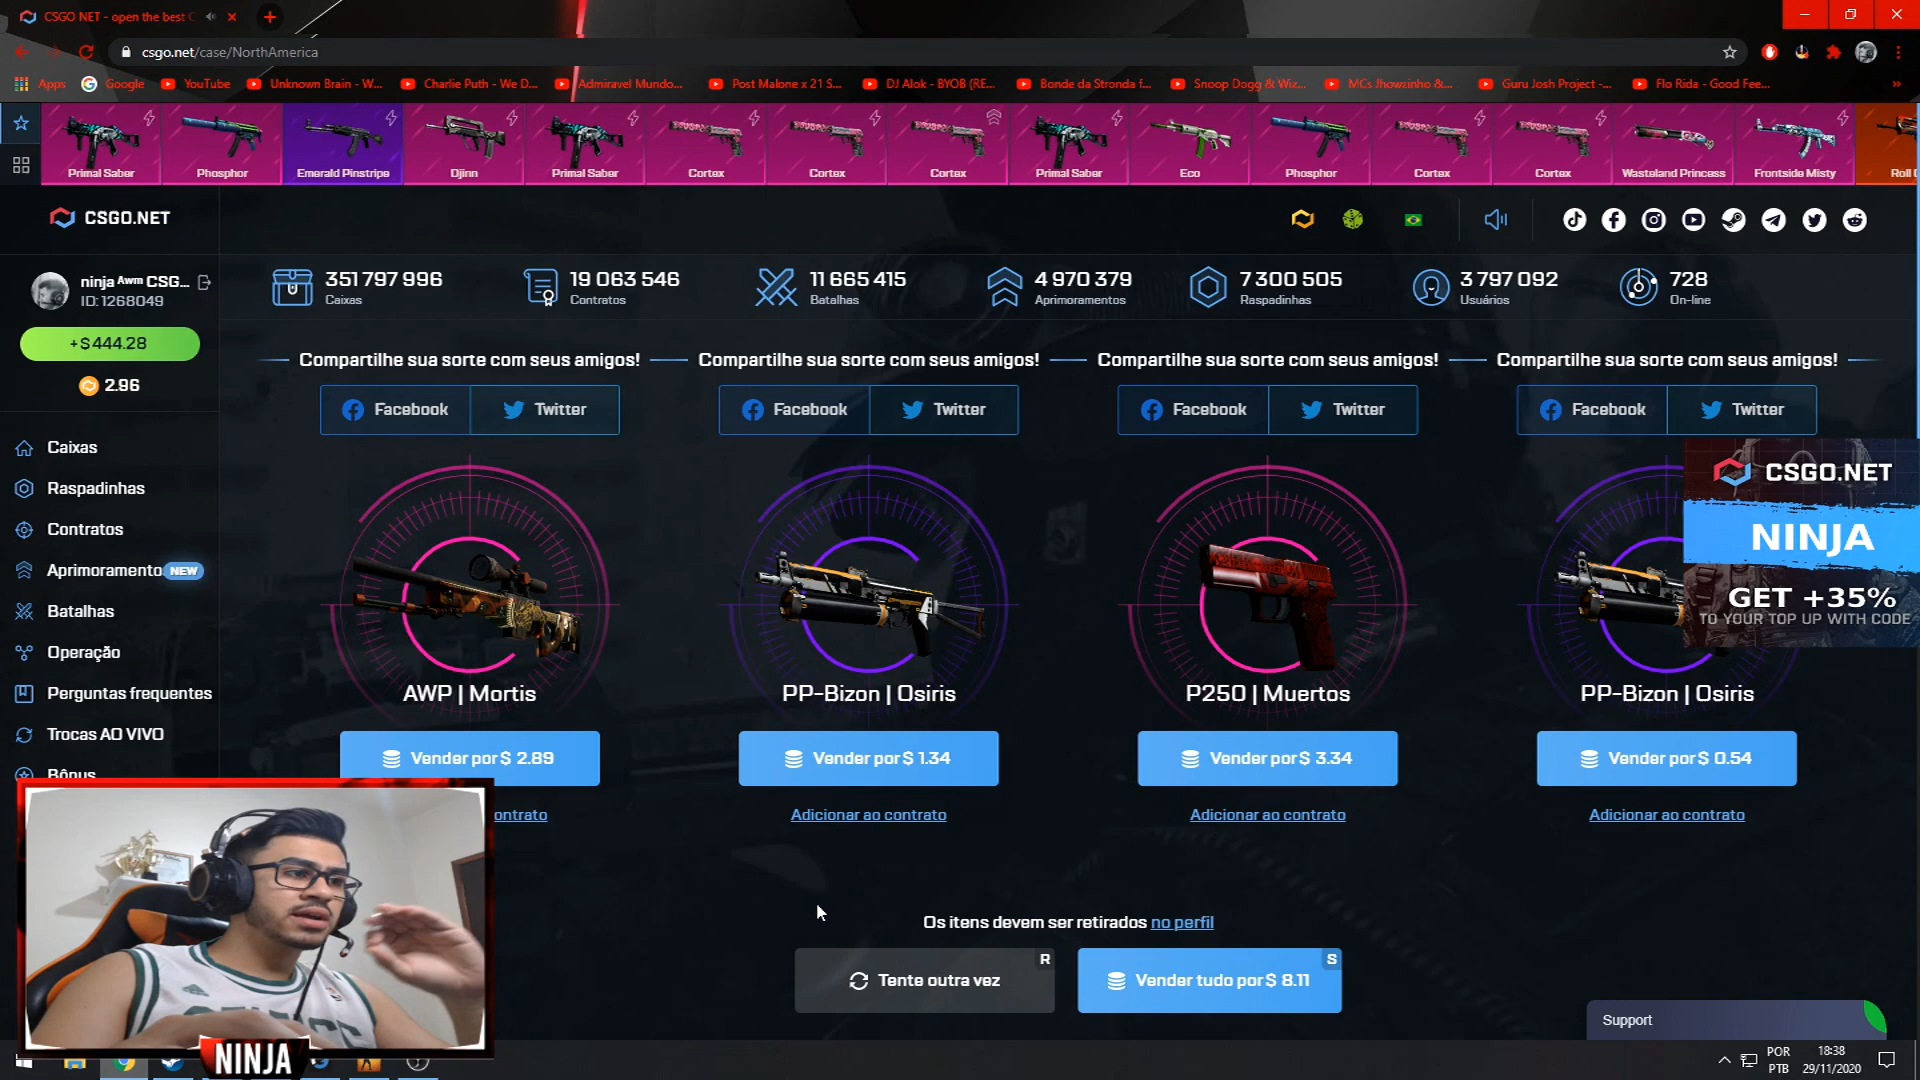 CSGO NET - open the best C
csgo.net/case/NorthAmerica
Apps
Google
YouTube
Unknown Brain - W...
Charlie Puth - We D...
Admiravel Mundo...
Post Malone x 21 S...
DJ Alok - BYOB (RE...
Bonde da Stronda f...
Snoop Dogg & Wiz...
MCs Jhowzinho &...
Guru Josh Project -...
Flo Rida - Good Fee...
»
Primal Saber
Phosphor
Emerald Pinstripe
Djinn
Primal Saber
Cortex
Cortex
Cortex
Primal Saber
Eco
Phosphor
Cortex
Cortex
Wasteland Princess
Frontside Misty
Roll
CSGO.NET
ninja ᴬʷᵐ CSG...
ID: 1268049
+$444.28
2.96
351 797 996
Caixas
19 063 546
Contratos
11 665 415
Batalhas
4 970 379
Aprimoramentos
7 300 505
Raspadinhas
3 797 092
Usuários
728
On-line
Caixas
Raspadinhas
Contratos
Aprimoramento NEW
Batalhas
Operação
Perguntas frequentes
Trocas AO VIVO
Bônus
Compartilhe sua sorte com seus amigos!
Compartilhe sua sorte com seus amigos!
Compartilhe sua sorte com seus amigos!
Compartilhe sua sorte com seus amigos!
Facebook
Twitter
Facebook
Twitter
Facebook
Twitter
Facebook
Twitter
CSGO.NET
NINJA
GET +35%
TO YOUR TOP UP WITH CODE
AWP | Mortis
PP-Bizon | Osiris
P250 | Muertos
PP-Bizon | Osiris
Vender por $ 2.89
Vender por $ 1.34
Vender por $ 3.34
Vender por $ 0.54
ontrato
Adicionar ao contrato
Adicionar ao contrato
Adicionar ao contrato
Os itens devem ser retirados no perfil
Tente outra vez
R
Vender tudo por $ 8.11
S
Support
NINJA
POR
PTB
18:38
29/11/2020